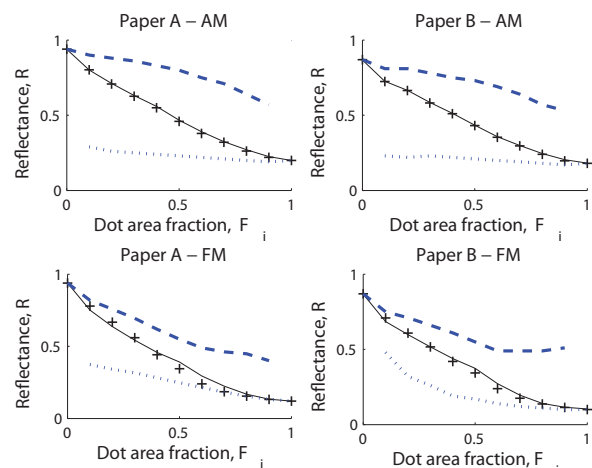 Paper A – AM
Paper B – AM
1
0.5
0
Reflectance, R
0
0.5
1
Dot area fraction, F i
1
0.5
0
Reflectance, R
0
0.5
1
Dot area fraction, F i
Paper A – FM
Paper B – FM
1
0.5
0
Reflectance, R
0
0.5
1
Dot area fraction, F i
1
0.5
0
Reflectance, R
0
0.5
1
Dot area fraction, F i